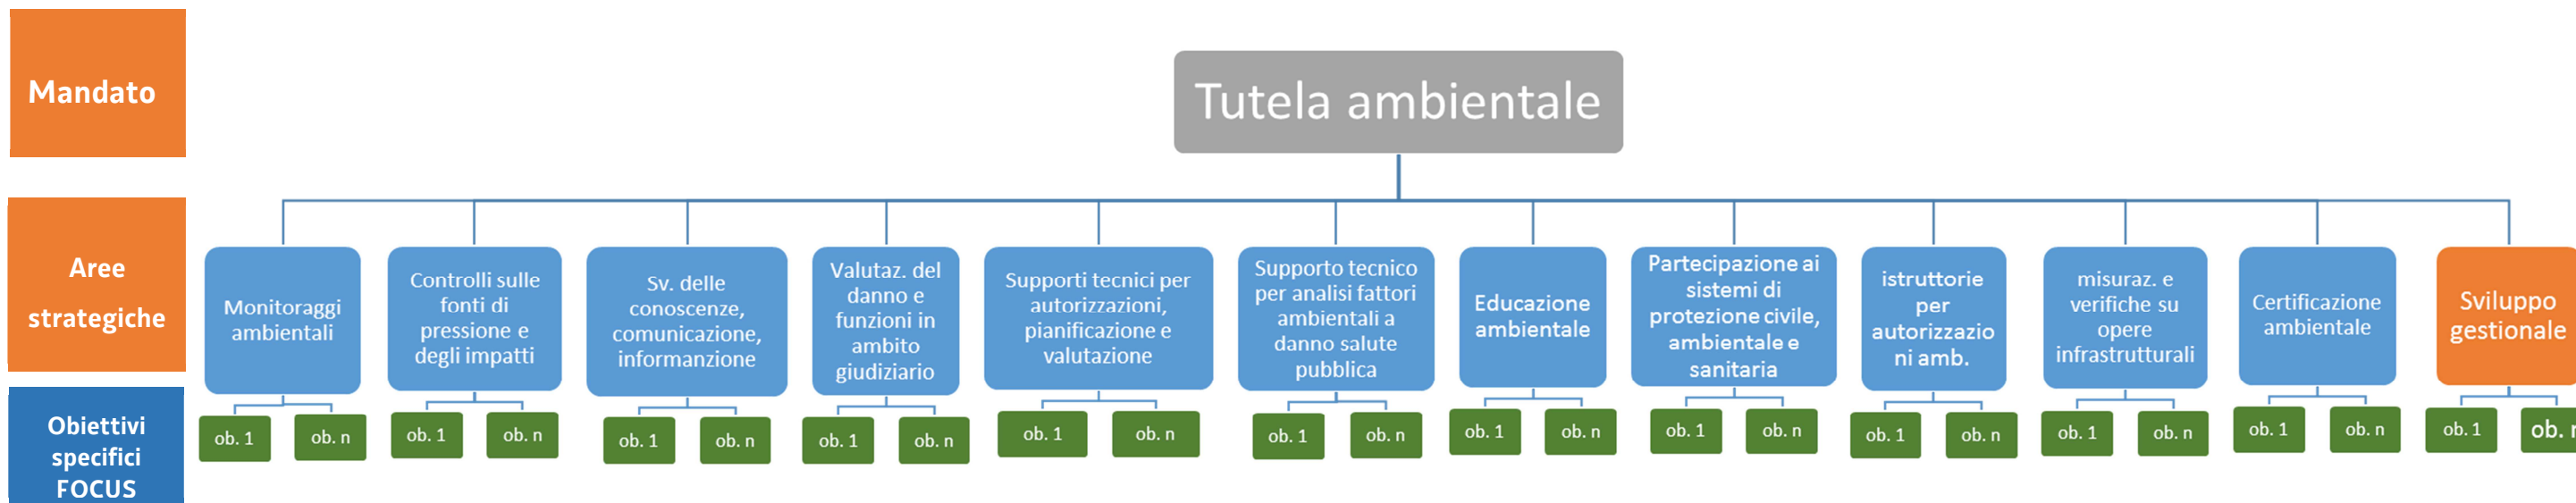 Mandato
Tutela ambientale
Aree
strategiche
Monitoraggi
ambientali
Controlli sulle
fonti di
pressione e
degli impatti
Sv. delle
conoscenze,
comunicazione,
informanzione
Valutaz. del
danno e
funzioni in
ambito
giudiziario
Supporti tecnici per
autorizzazioni,
pianificazione e
valutazione
Supporto tecnico
per analisi fattori
ambientali a
danno salute
pubblica
Educazione
ambientale
Partecipazione ai
sistemi di
protezione civile,
ambientale e
sanitaria
istruttorie
per
autorizzazio
ni amb.
misuraz. e
verifiche su
opere
infrastrutturali
Certificazione
ambientale
Sviluppo
gestionale
Obiettivi
specifici
FOCUS
ob. 1
ob. n
ob. 1
ob. n
ob. 1
ob. n
ob. 1
ob. n
ob. 1
ob. n
ob. 1
ob. n
ob. 1
ob. n
ob. 1
ob. n
ob. 1
ob. n
ob. 1
ob. n
ob. 1
ob. n
ob. 1
ob. n